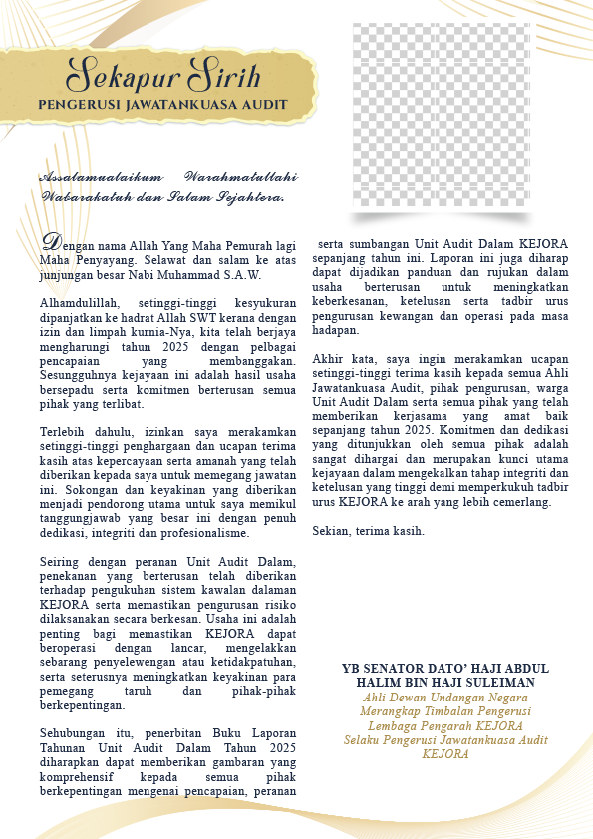 Sekapur Sirih
PENGERUSI JAWATANKUASA AUDIT
Assalamualaikum Warahmatullahi
Wabarakatuh dan Salam Sejahtera.
Dengan nama Allah Yang Maha Pemurah lagi
Maha Penyayang. Selawat dan salam ke atas
junjungan besar Nabi Muhammad S.A.W.
Alhamdulillah, setinggi-tinggi kesyukuran
dipanjatkan ke hadrat Allah SWT kerana dengan
izin dan limpah kurnia-Nya, kita telah berjaya
mengharungi tahun 2025 dengan pelbagai
pencapaian yang membanggakan.
Sesungguhnya kejayaan ini adalah hasil usaha
bersepadu serta komitmen berterusan semua
pihak yang terlibat.
Terlebih dahulu, izinkan saya merakamkan
setinggi-tinggi penghargaan dan ucapan terima
kasih atas kepercayaan serta amanah yang telah
diberikan kepada saya untuk memegang jawatan
ini. Sokongan dan keyakinan yang diberikan
menjadi pendorong utama untuk saya memikul
tanggungjawab yang besar ini dengan penuh
dedikasi, integriti dan profesionalisme.
Seiring dengan peranan Unit Audit Dalam,
penekanan yang berterusan telah diberikan
terhadap pengukuhan sistem kawalan dalaman
KEJORA serta memastikan pengurusan risiko
dilaksanakan secara berkesan. Usaha ini adalah
penting bagi memastikan KEJORA dapat
beroperasi dengan lancar, mengelakkan
sebarang penyelewengan atau ketidakpatuhan,
serta seterusnya meningkatkan keyakinan para
pemegang taruh dan pihak-pihak
berkepentingan.
Sehubungan itu, penerbitan Buku Laporan
Tahunan Unit Audit Dalam Tahun 2025
diharapkan dapat memberikan gambaran yang
komprehensif kepada semua pihak
berkepentingan mengenai pencapaian, peranan
serta sumbangan Unit Audit Dalam KEJORA
sepanjang tahun ini. Laporan ini juga diharap
dapat dijadikan panduan dan rujukan dalam
usaha berterusan untuk meningkatkan
keberkesanan, ketelusan serta tadbir urus
pengurusan kewangan dan operasi pada masa
hadapan.
Akhir kata, saya ingin merakamkan ucapan
setinggi-tinggi terima kasih kepada semua Ahli
Jawatankuasa Audit, pihak pengurusan, warga
Unit Audit Dalam serta semua pihak yang telah
memberikan kerjasama yang amat baik
sepanjang tahun 2025. Komitmen dan dedikasi
yang ditunjukkan oleh semua pihak adalah
sangat dihargai dan merupakan kunci utama
kejayaan dalam mengekalkan tahap integriti dan
ketelusan yang tinggi demi memperkukuh tadbir
urus KEJORA ke arah yang lebih cemerlang.
Sekian, terima kasih.
YB SENATOR DATO’ HAJI ABDUL
HALIM BIN HAJI SULEIMAN
Ahli Dewan Undangan Negara
Merangkap Timbalan Pengerusi
Lembaga Pengarah KEJORA
Selaku Pengerusi Jawatankuasa Audit
KEJORA